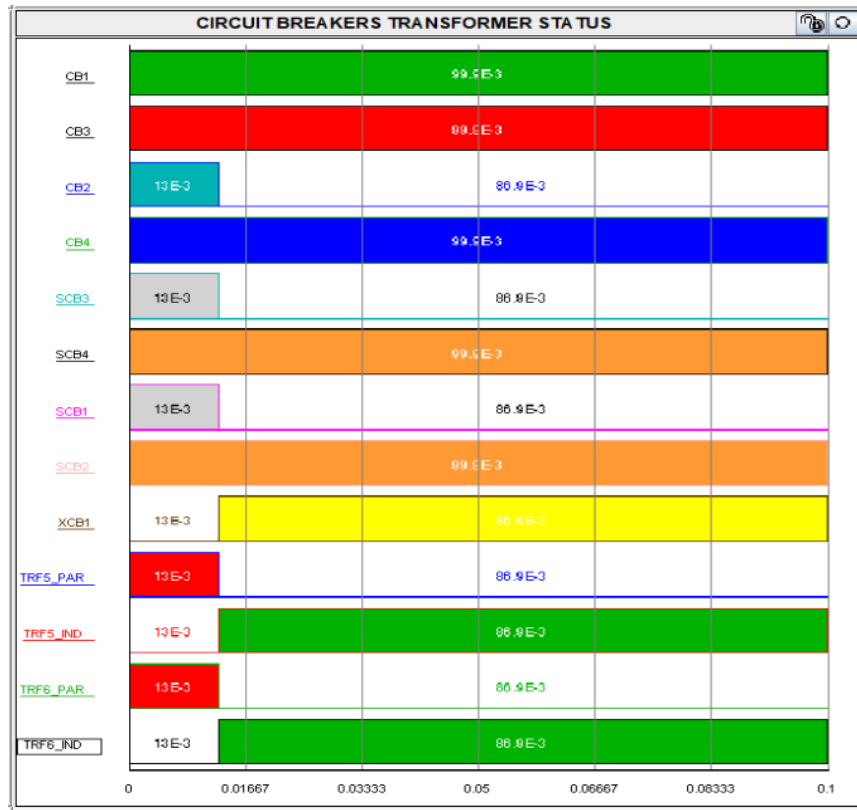 CIRCUIT BREAKERS TRANSFORMER STATUS
CB1 99.9E-3
CB3 99.9E-3
CB2 13E-3 86.9E-3
CB4 99.9E-3
SCB3 13E-3 86.9E-3
SCB4 99.9E-3
SCB1 13E-3 86.9E-3
SCB2 99.9E-3
XCB1 13E-3 86.9E-3
TRF5_PAR 13E-3 86.9E-3
TRF5_IND 13E-3 86.9E-3
TRF6_PAR 13E-3 86.9E-3
TRF6_IND 13E-3 86.9E-3
0 0.01667 0.03333 0.05 0.06667 0.08333 0.1